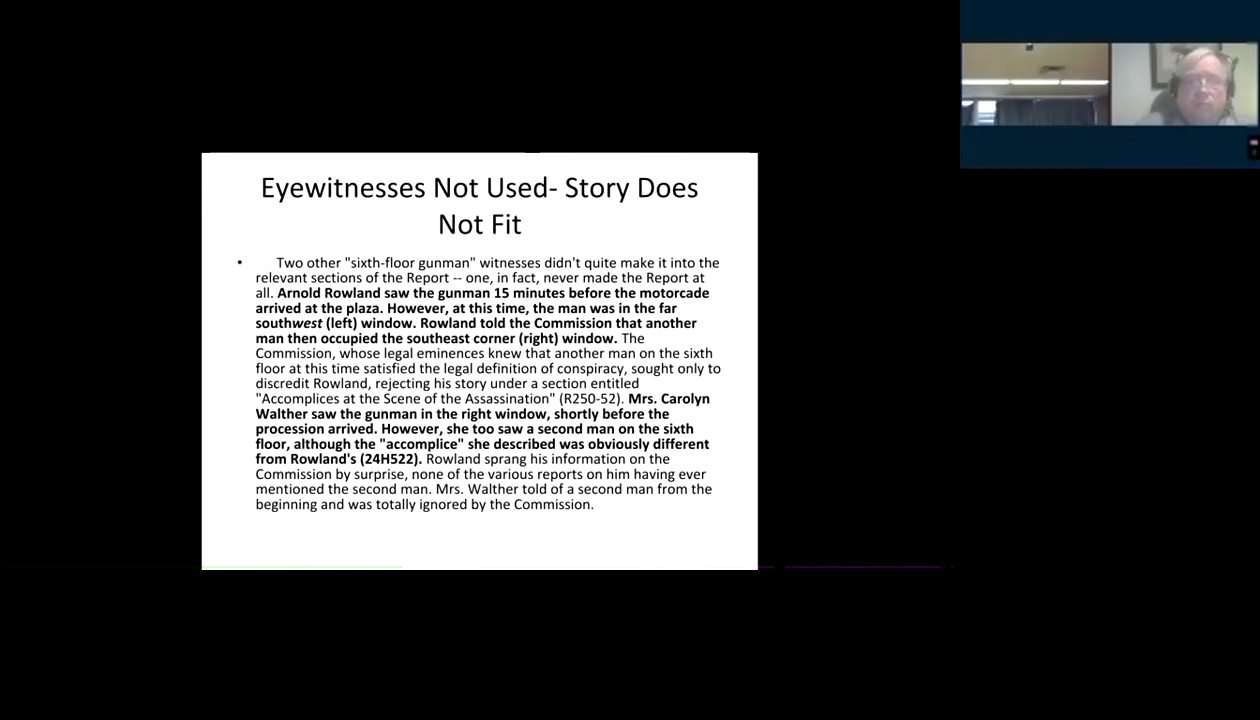 Eyewitnesses Not Used- Story Does
Not Fit
• Two other "sixth-floor gunman" witnesses didn't quite make it into the
relevant sections of the Report -- one, in fact, never made the Report at
all. Arnold Rowland saw the gunman 15 minutes before the motorcade
arrived at the plaza. However, at this time, the man was in the far
southwest (left) window. Rowland told the Commission that another
man then occupied the southeast corner (right) window. The
Commission, whose legal eminences knew that another man on the sixth
floor at this time satisfied the legal definition of conspiracy, sought only to
discredit Rowland, rejecting his story under a section entitled
"Accomplices at the Scene of the Assassination" (R250-52). Mrs. Carolyn
Walther saw the gunman in the right window, shortly before the
procession arrived. However, she too saw a second man on the sixth
floor, although the "accomplice" she described was obviously different
from Rowland's (24H522). Rowland sprang his information on the
Commission by surprise, none of the various reports on him having ever
mentioned the second man. Mrs. Walther told of a second man from the
beginning and was totally ignored by the Commission.